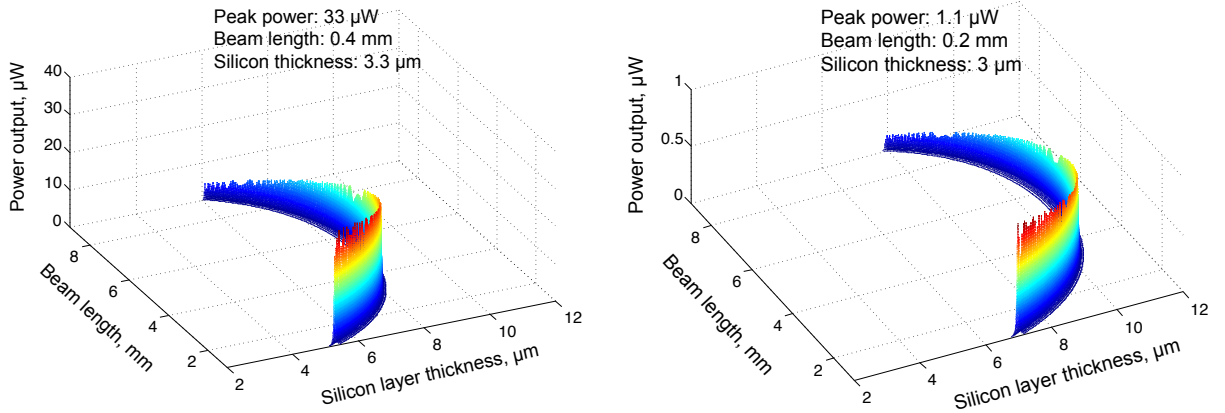 Peak power: 33 µW
Beam length: 0.4 mm
Silicon thickness: 3.3 µm
Power output, µW
40
30
20
10
0
8
6
4
2
Beam length, mm
2
4
6
8
10
12
Silicon layer thickness, µm
Peak power: 1.1 µW
Beam length: 0.2 mm
Silicon thickness: 3 µm
Power output, µW
1
0.5
0
8
6
4
2
Beam length, mm
2
4
6
8
10
12
Silicon layer thickness, µm